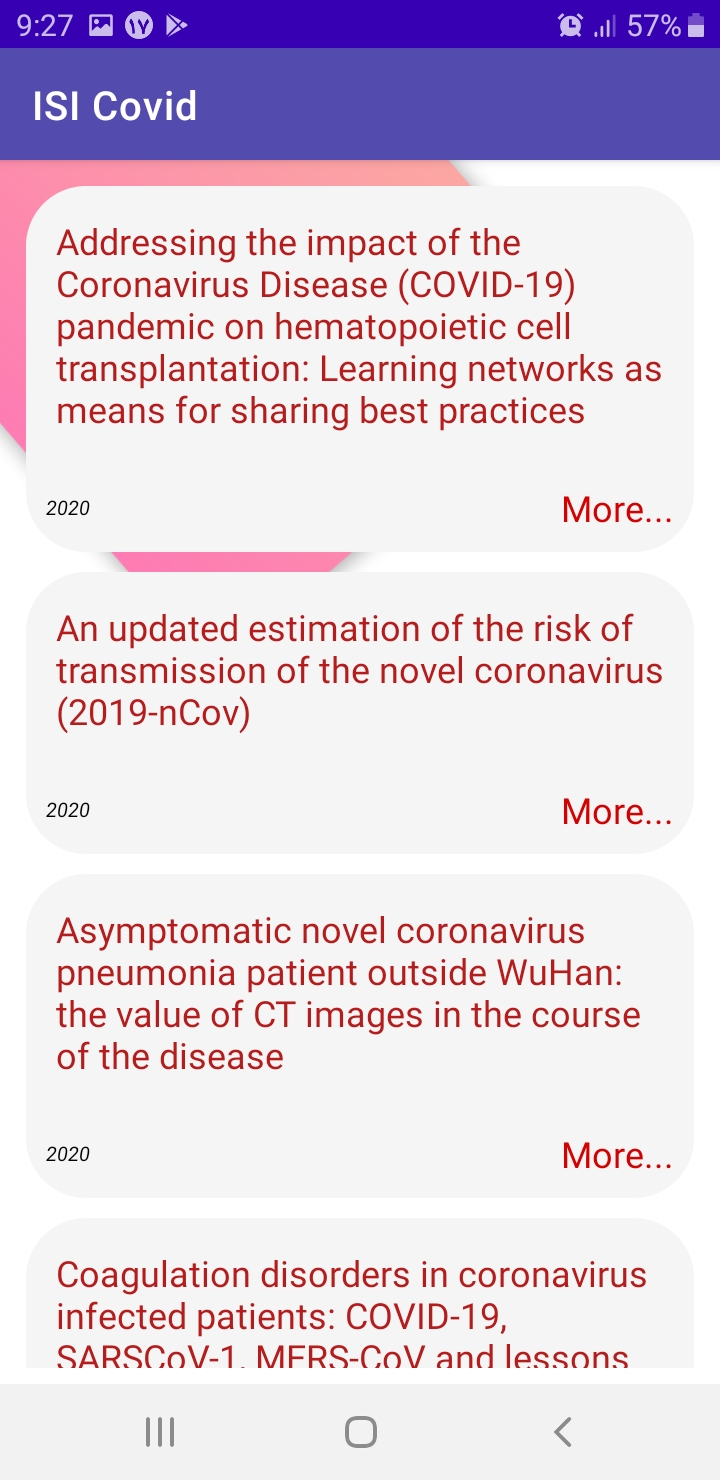 9:27
57%
ISI Covid
Addressing the impact of the
Coronavirus Disease (COVID-19)
pandemic on hematopoietic cell
transplantation: Learning networks as
means for sharing best practices
2020
More...
An updated estimation of the risk of
transmission of the novel coronavirus
(2019-nCov)
2020
More...
Asymptomatic novel coronavirus
pneumonia patient outside WuHan:
the value of CT images in the course
of the disease
2020
More...
Coagulation disorders in coronavirus
infected patients: COVID-19,
SARSCoV-1, MERS-CoV and lessons